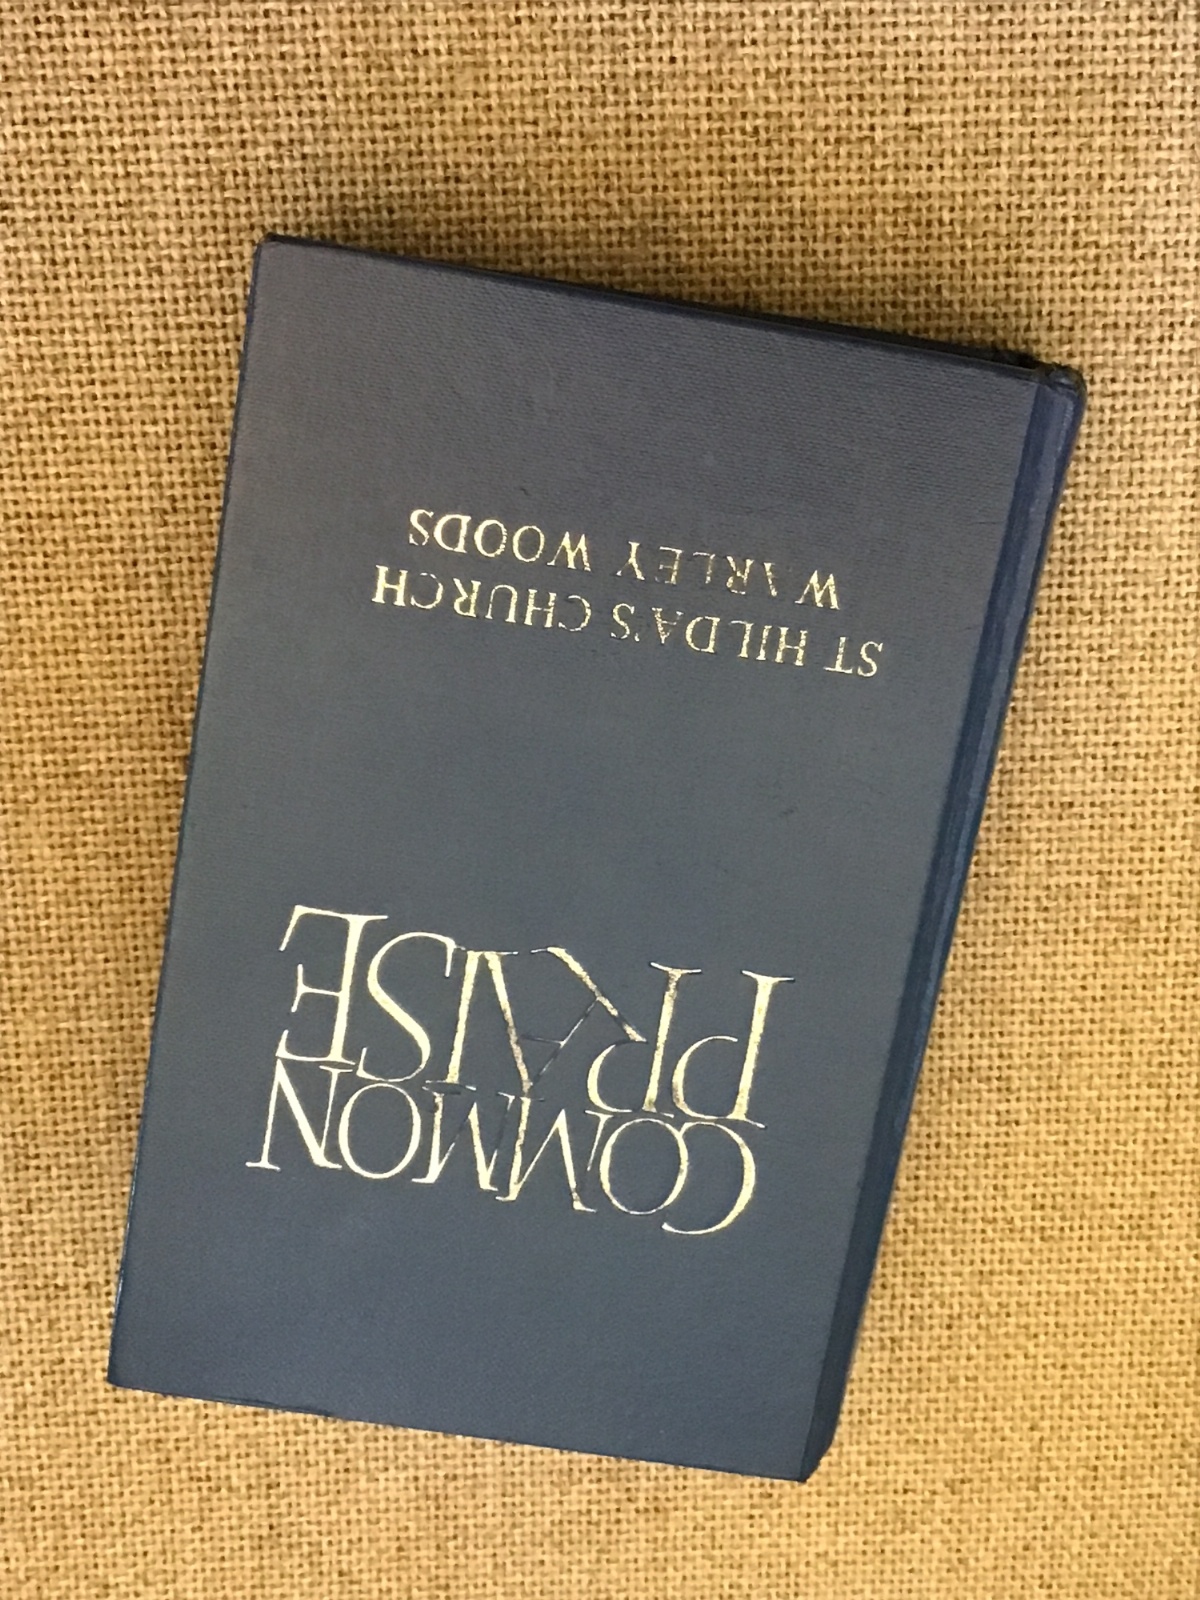 COMMON
PRAISE
ST HILDA'S CHURCH
WARLEY WOODS